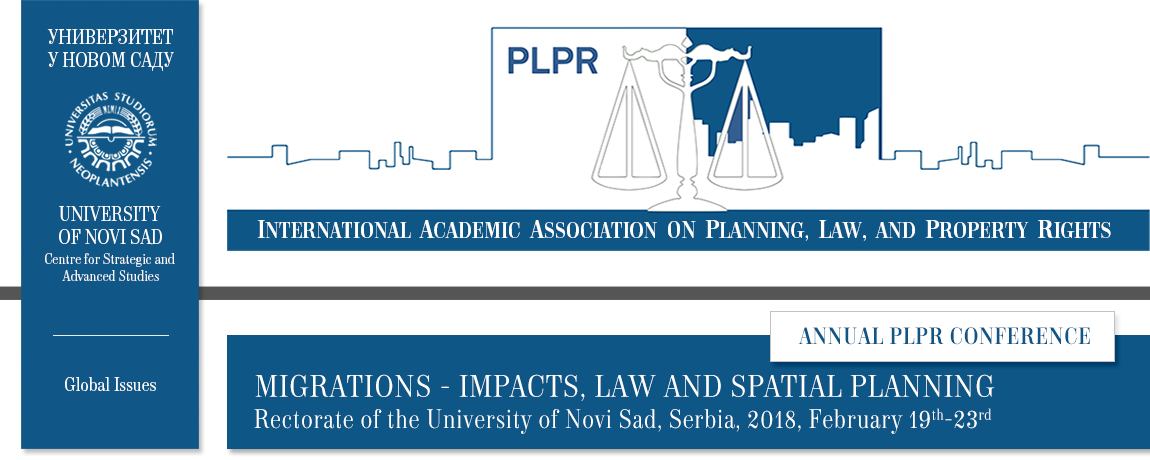 УНИВЕРЗИТЕТ
У НОВОМ САДУ
UNIVERSITAS STUDIORUM
MCMLX
NEOPLANTENSIS
UNIVERSITY
OF NOVI SAD
Centre for Strategic and
Advanced Studies
Global Issues
PLPR
INTERNATIONAL ACADEMIC ASSOCIATION ON PLANNING, LAW, AND PROPERTY RIGHTS
ANNUAL PLPR CONFERENCE
MIGRATIONS - IMPACTS, LAW AND SPATIAL PLANNING
Rectorate of the University of Novi Sad, Serbia, 2018, February 19th-23rd